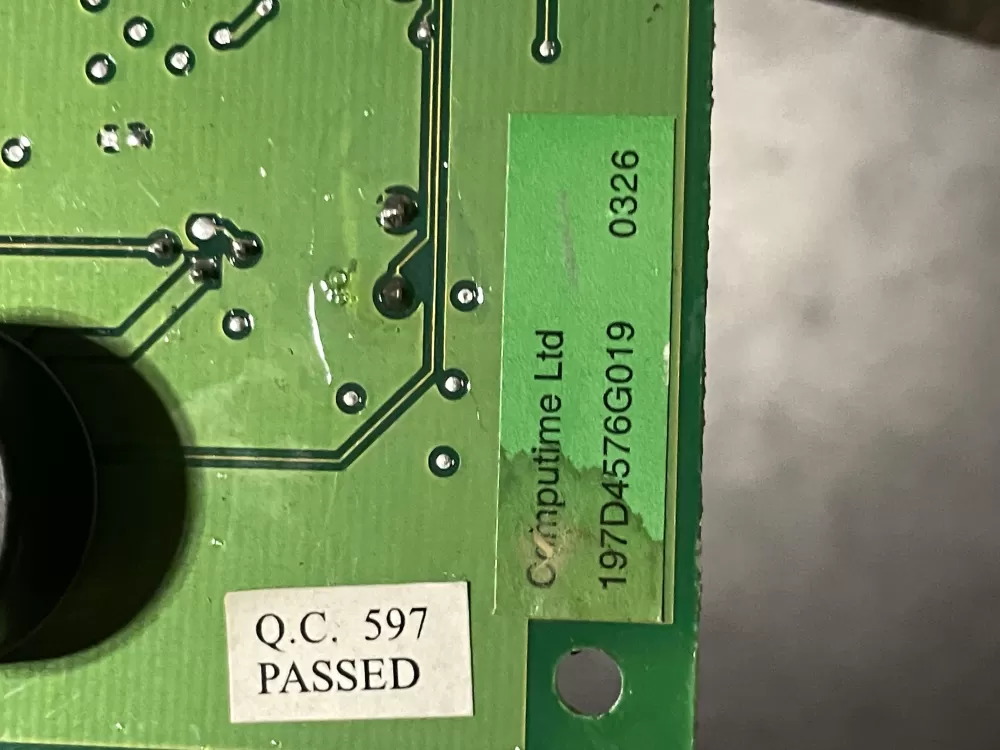 Computime Ltd
197D4576G019 0326
Q.C. 597
PASSED